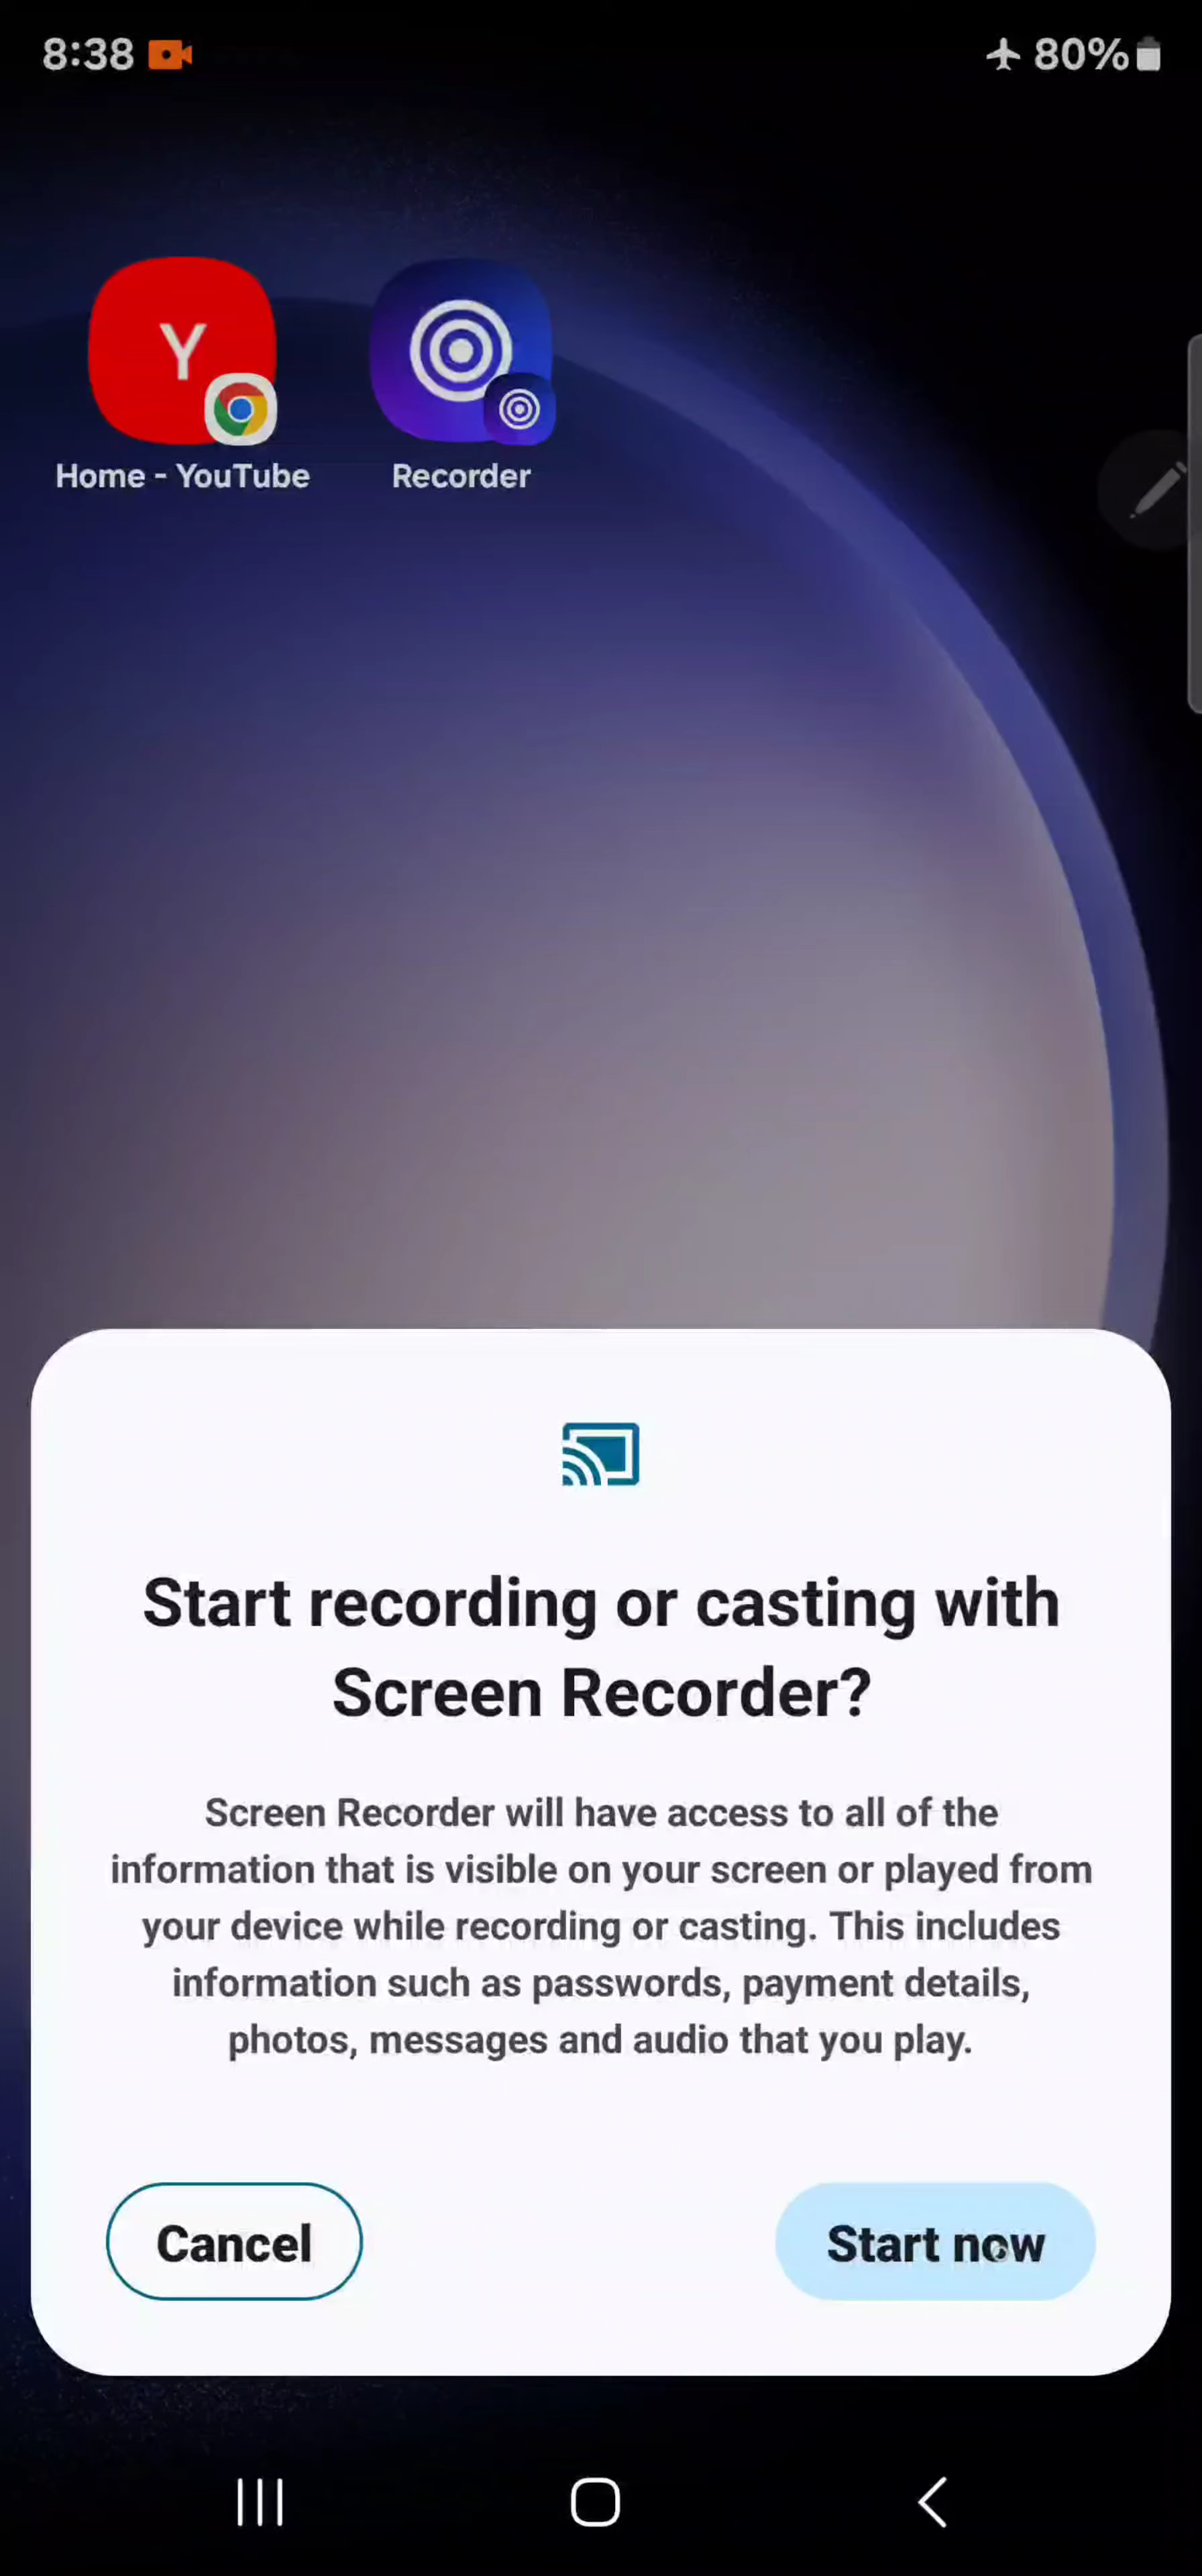 8:38
80%
Y
Home - YouTube
Recorder
Start recording or casting with
Screen Recorder?
Screen Recorder will have access to all of the
information that is visible on your screen or played from
your device while recording or casting. This includes
information such as passwords, payment details,
photos, messages and audio that you play.
Cancel
Start now